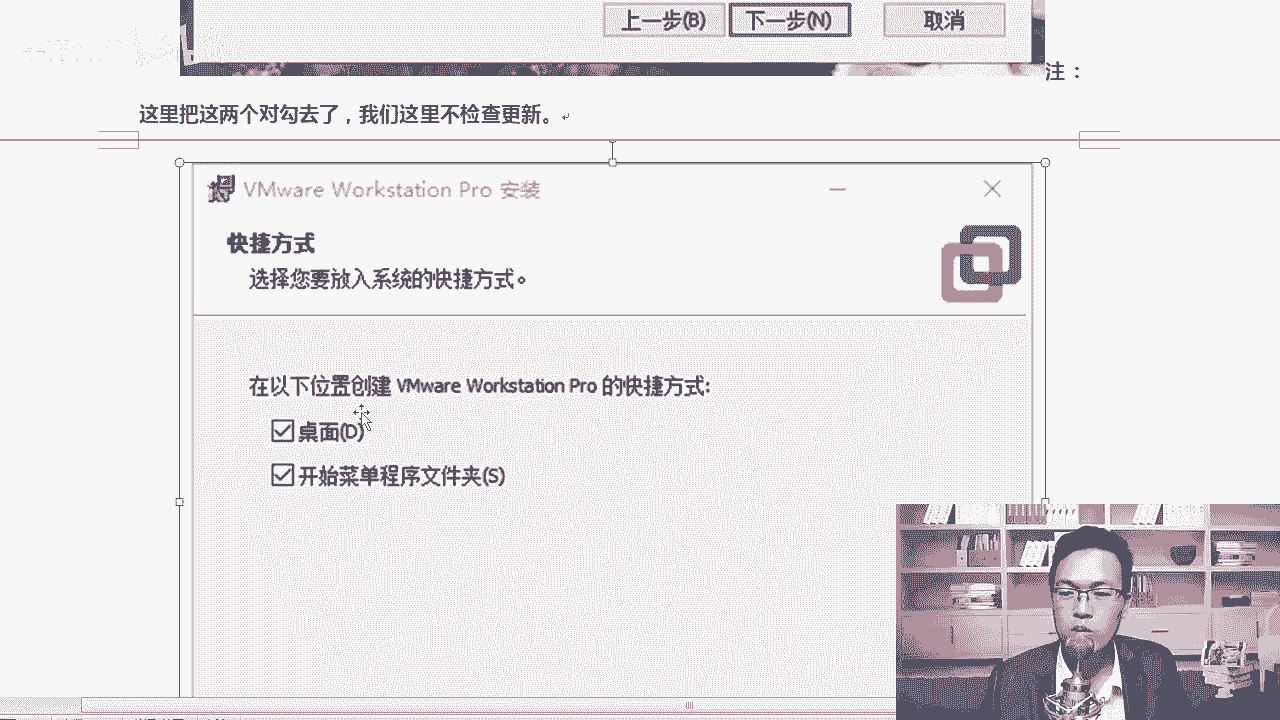 上一步(B) 下一步(N) 取消
注：
这里把这两个对勾去了，我们这里不检查更新。
VMware Workstation Pro 安装
快捷方式
选择您要放入系统的快捷方式。
在以下位置创建 VMware Workstation Pro 的快捷方式:
桌面(D)
开始菜单程序文件夹(S)